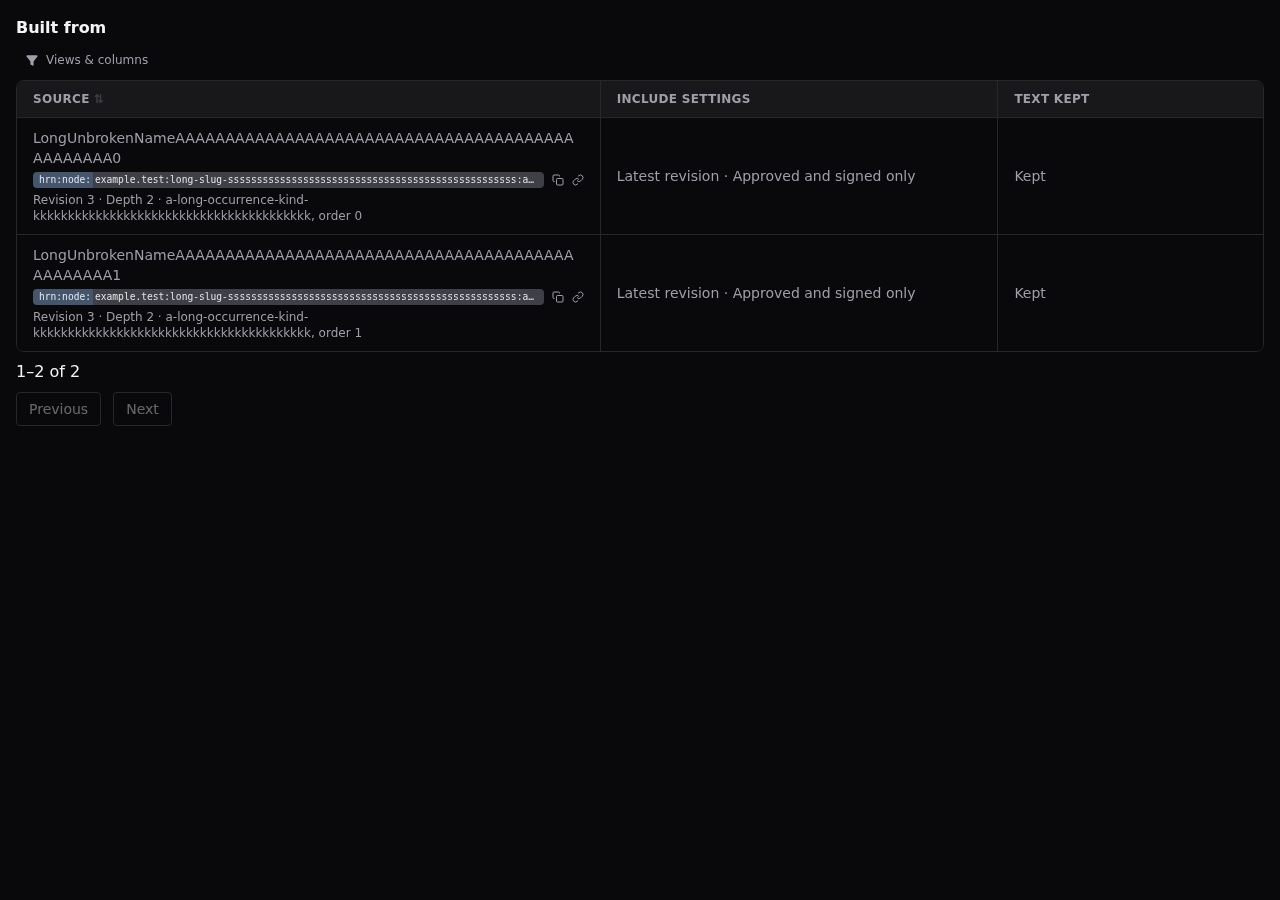 Built from
Views & columns
SOURCE ⇅ INCLUDE SETTINGS TEXT KEPT
LongUnbrokenNameAAAAAAAAAAAAAAAAAAAAAAAAAAAAAAAAAAAAAAAA
AAAAAAAA0
hrn:node: example.test:long-slug-ssssssssssssssssssssssssssssssssssssssssssssssssss:a…
Revision 3 · Depth 2 · a-long-occurrence-kind-
kkkkkkkkkkkkkkkkkkkkkkkkkkkkkkkkkkkkkkkk, order 0
Latest revision · Approved and signed only
Kept
LongUnbrokenNameAAAAAAAAAAAAAAAAAAAAAAAAAAAAAAAAAAAAAAAA
AAAAAAAA1
hrn:node: example.test:long-slug-ssssssssssssssssssssssssssssssssssssssssssssssssss:a…
Revision 3 · Depth 2 · a-long-occurrence-kind-
kkkkkkkkkkkkkkkkkkkkkkkkkkkkkkkkkkkkkkkk, order 1
Latest revision · Approved and signed only
Kept
1–2 of 2
Previous Next